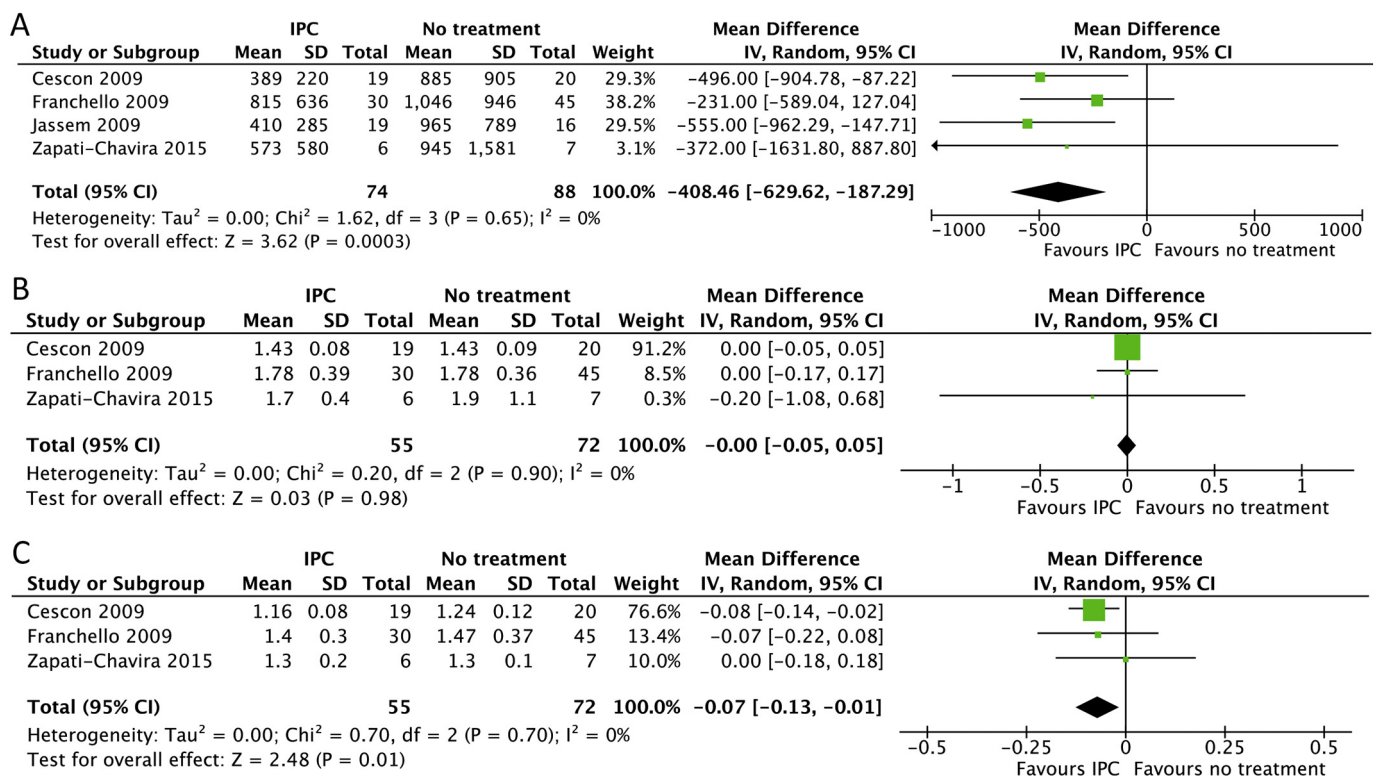 A
IPC No treatment Mean Difference Mean Difference
Study or Subgroup Mean SD Total Mean SD Total Weight IV, Random, 95% CI IV, Random, 95% CI
Cescon 2009 389 220 19 885 905 20 29.3% −496.00 [−904.78, −87.22]
Franchello 2009 815 636 30 1,046 946 45 38.2% −231.00 [−589.04, 127.04]
Jassem 2009 410 285 19 965 789 16 29.5% −555.00 [−962.29, −147.71]
Zapati-Chavira 2015 573 580 6 945 1,581 7 3.1% −372.00 [−1631.80, 887.80]
Total (95% CI) 74 88 100.0% −408.46 [−629.62, −187.29]
Heterogeneity: Tau² = 0.00; Chi² = 1.62, df = 3 (P = 0.65); I² = 0%
Test for overall effect: Z = 3.62 (P = 0.0003)
−1000 −500 0 500 1000
Favours IPC Favours no treatment
B
IPC No treatment Mean Difference Mean Difference
Study or Subgroup Mean SD Total Mean SD Total Weight IV, Random, 95% CI IV, Random, 95% CI
Cescon 2009 1.43 0.08 19 1.43 0.09 20 91.2% 0.00 [−0.05, 0.05]
Franchello 2009 1.78 0.39 30 1.78 0.36 45 8.5% 0.00 [−0.17, 0.17]
Zapati-Chavira 2015 1.7 0.4 6 1.9 1.1 7 0.3% −0.20 [−1.08, 0.68]
Total (95% CI) 55 72 100.0% −0.00 [−0.05, 0.05]
Heterogeneity: Tau² = 0.00; Chi² = 0.20, df = 2 (P = 0.90); I² = 0%
Test for overall effect: Z = 0.03 (P = 0.98)
−1 −0.5 0 0.5 1
Favours IPC Favours no treatment
C
IPC No treatment Mean Difference Mean Difference
Study or Subgroup Mean SD Total Mean SD Total Weight IV, Random, 95% CI IV, Random, 95% CI
Cescon 2009 1.16 0.08 19 1.24 0.12 20 76.6% −0.08 [−0.14, −0.02]
Franchello 2009 1.4 0.3 30 1.47 0.37 45 13.4% −0.07 [−0.22, 0.08]
Zapati-Chavira 2015 1.3 0.2 6 1.3 0.1 7 10.0% 0.00 [−0.18, 0.18]
Total (95% CI) 55 72 100.0% −0.07 [−0.13, −0.01]
Heterogeneity: Tau² = 0.00; Chi² = 0.70, df = 2 (P = 0.70); I² = 0%
Test for overall effect: Z = 2.48 (P = 0.01)
−0.5 −0.25 0 0.25 0.5
Favours IPC Favours no treatment